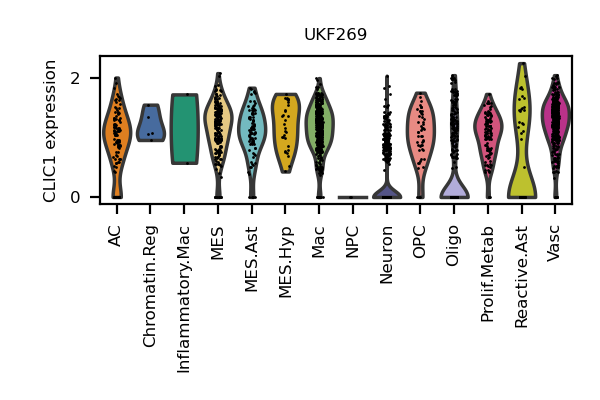 UKF269
CLIC1 expression
2
0
AC
Chromatin.Reg
Inflammatory.Mac
MES
MES.Ast
MES.Hyp
Mac
NPC
Neuron
OPC
Oligo
Prolif.Metab
Reactive.Ast
Vasc